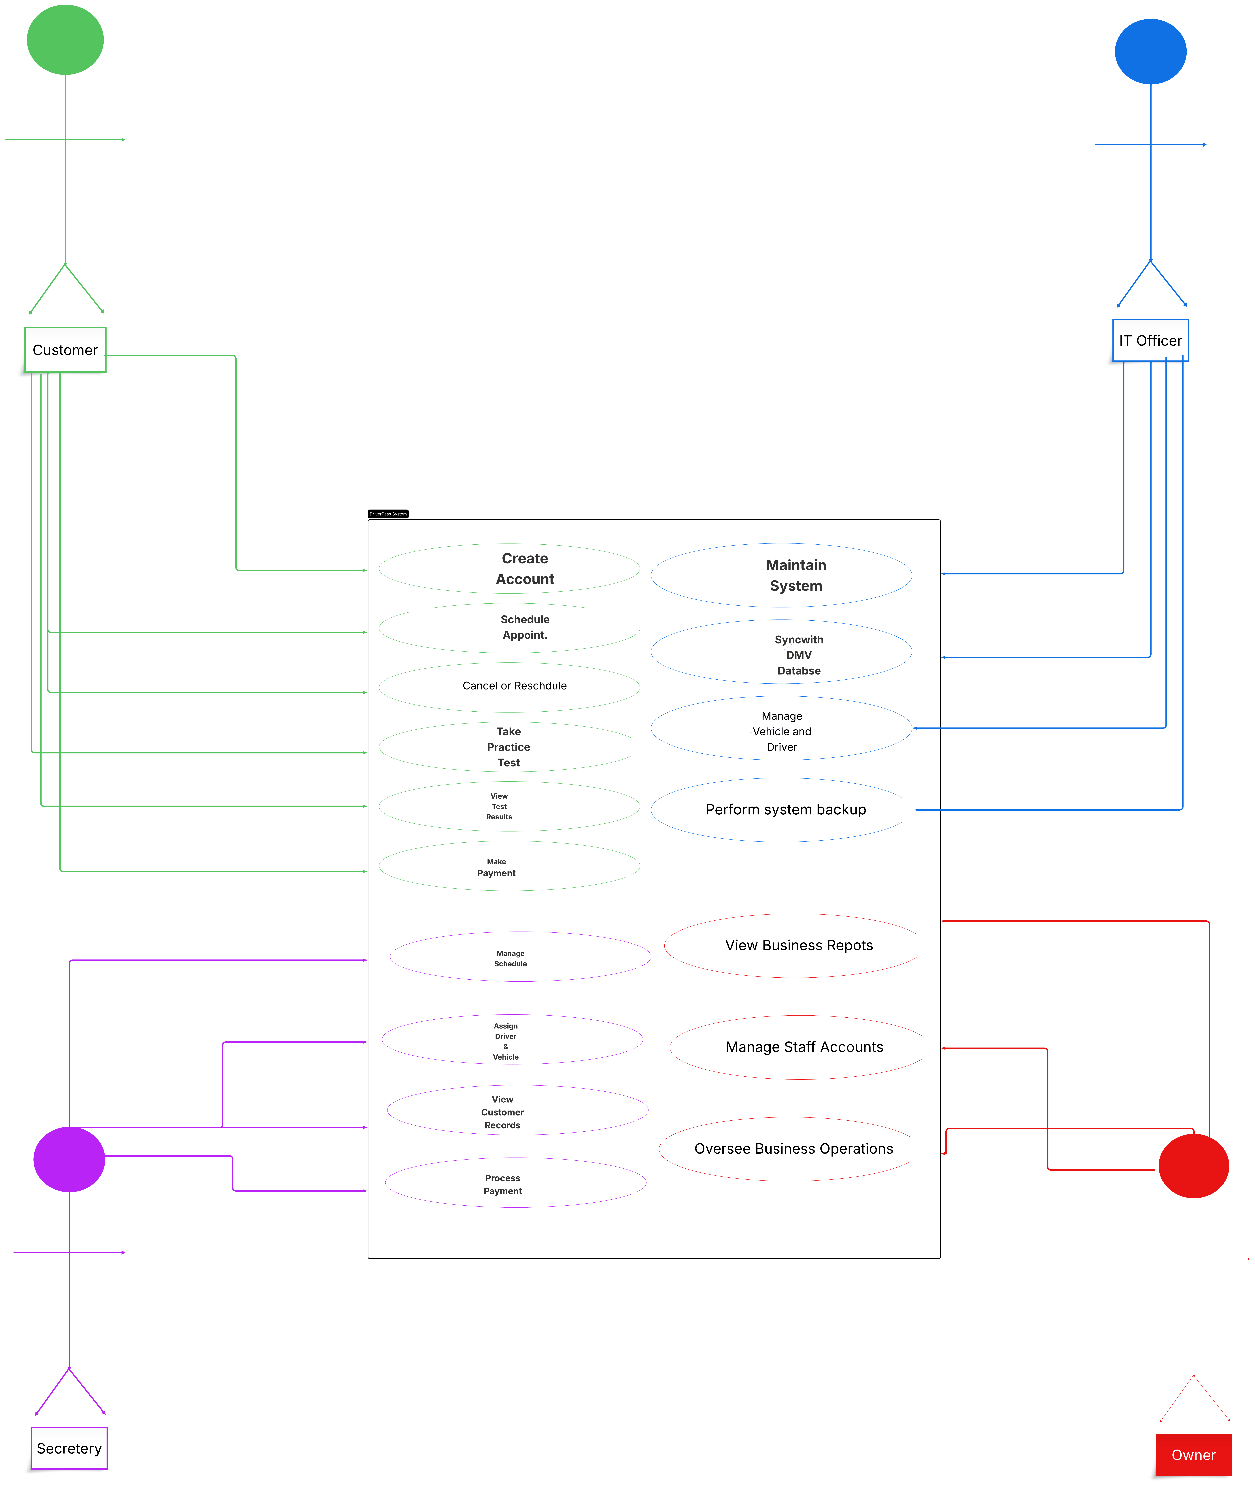 Customer
IT Officer
DriverPass System
Create
Account
Maintain
System
Schedule
Appoint.
Syncwith
DMV
Databse
Cancel or Reschdule
Manage
Vehicle and
Driver
Take
Practice
Test
View
Test
Results
Perform system backup
Make
Payment
View Business Repots
Manage
Schedule
Assign
Driver
&
Vehicle
Manage Staff Accounts
View
Customer
Records
Oversee Business Operations
Process
Payment
Secretery
Owner